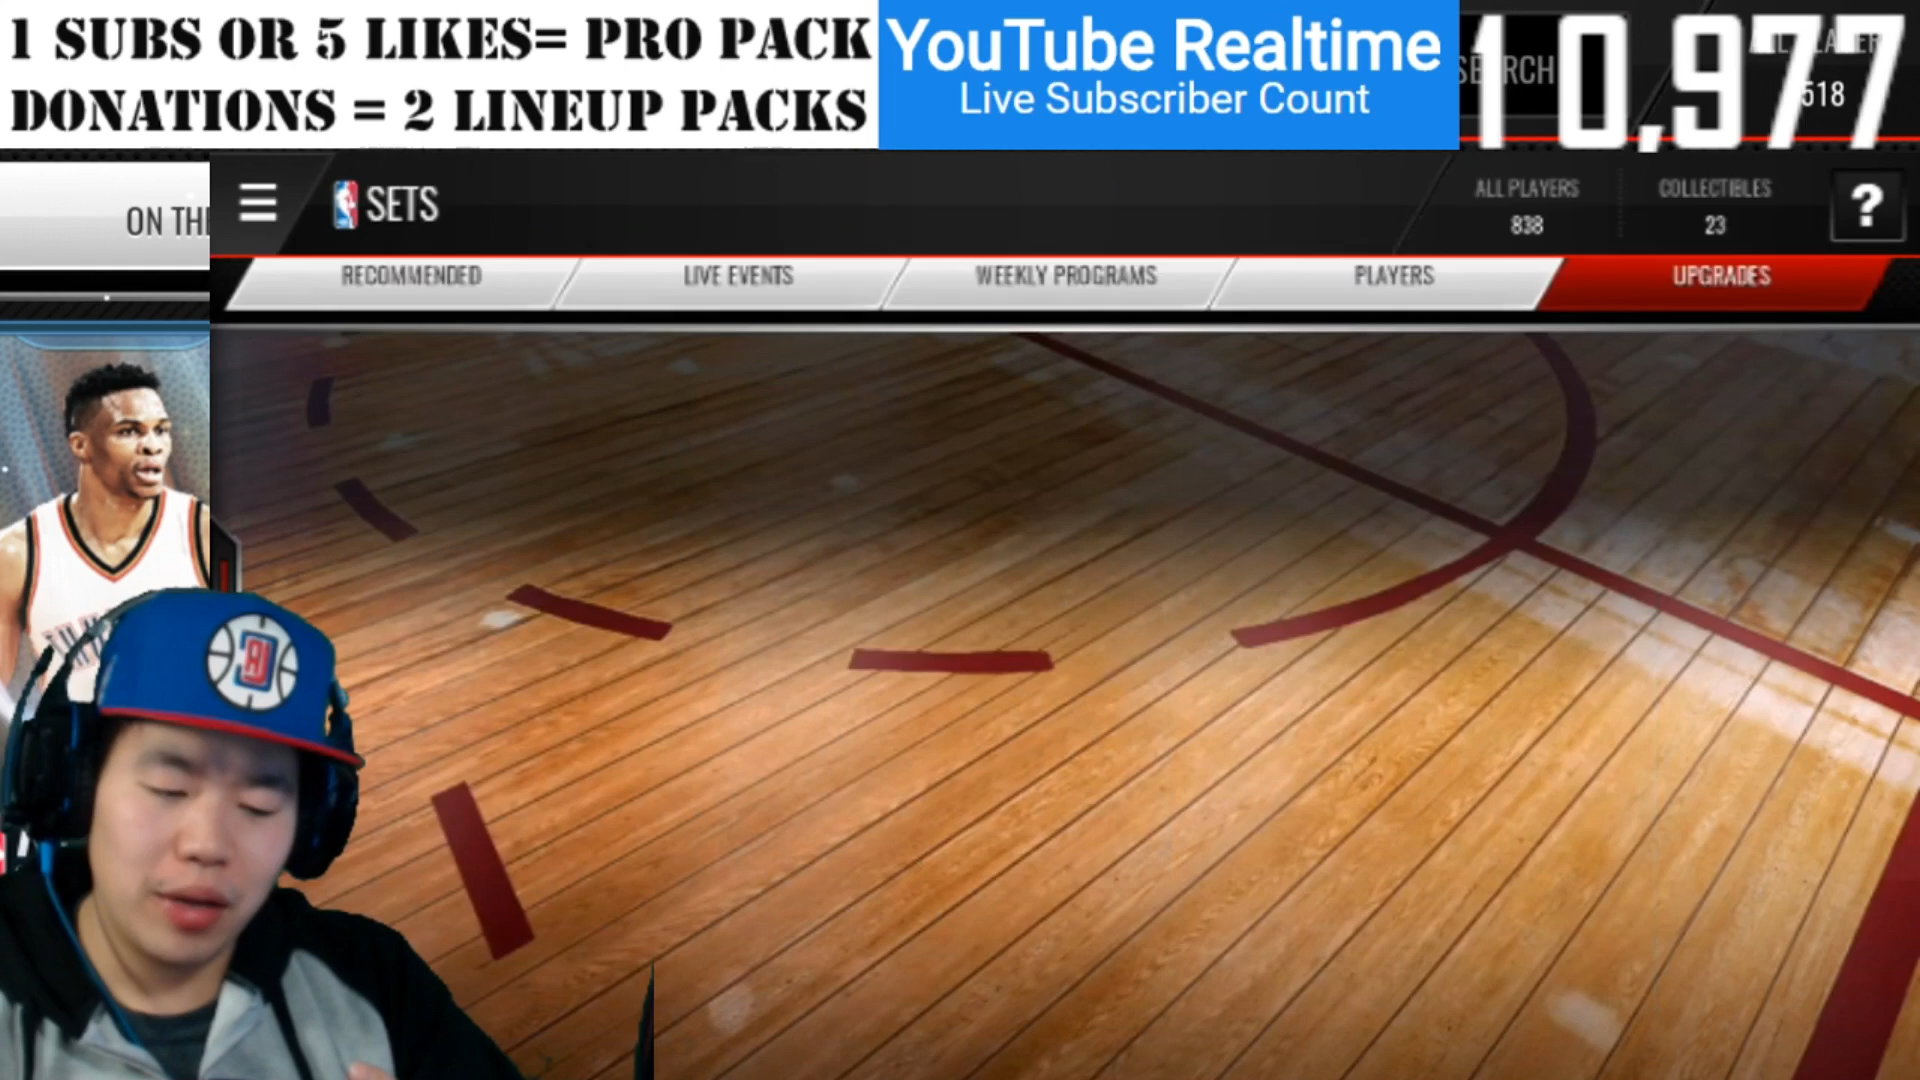 1 SUBS OR 5 LIKES= PRO PACK
DONATIONS = 2 LINEUP PACKS
YouTube Realtime
Live Subscriber Count
10,977
518
ON THE
SETS
ALL PLAYERS
838
COLLECTIBLES
23
?
RECOMMENDED
LIVE EVENTS
WEEKLY PROGRAMS
PLAYERS
UPGRADES